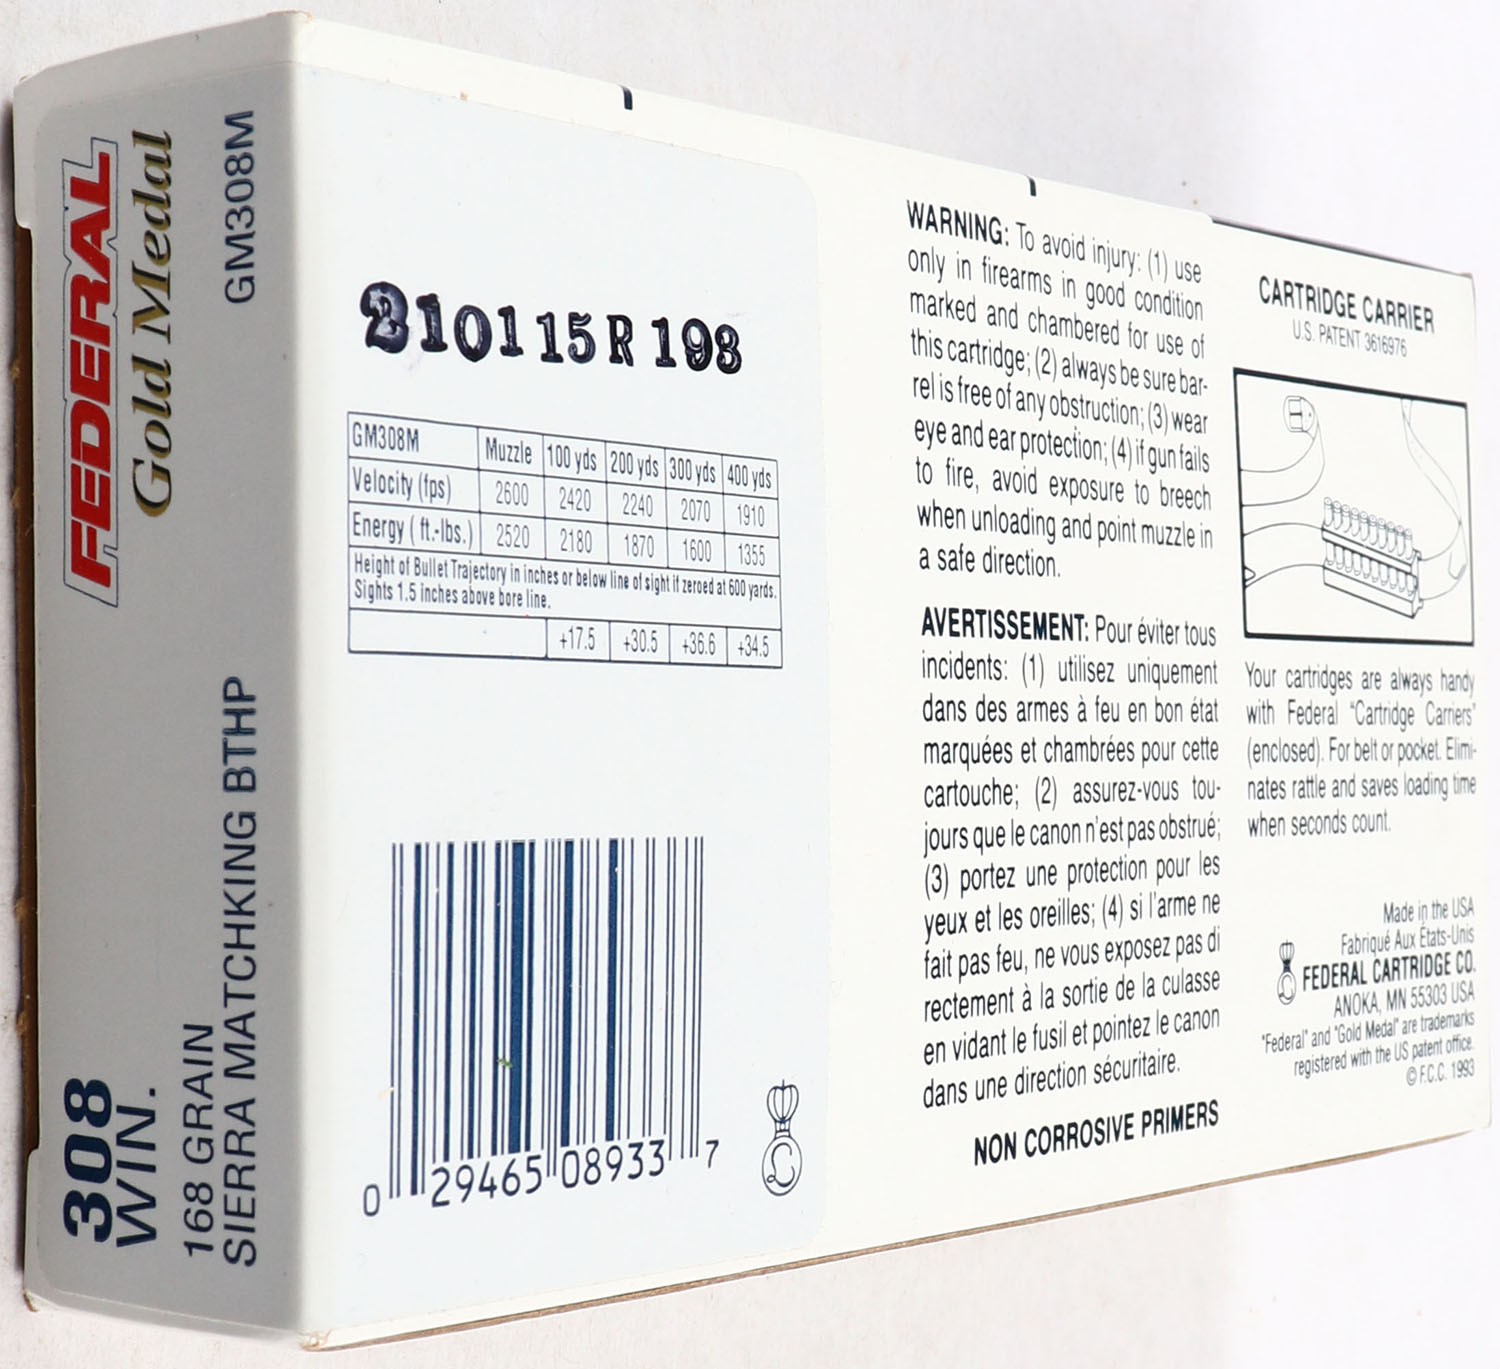 FEDERAL
Gold Medal
GM308M
308
WIN.
168 GRAIN
SIERRA MATCHKING BTHP
210115R 193
GM308M Muzzle 100 yds 200 yds 300 yds 400 yds
Velocity (fps) 2600 2420 2240 2070 1910
Energy ( ft.-lbs.) 2520 2180 1870 1600 1355
Height of Bullet Trajectory in inches or below line of sight if zeroed at 600 yards.
Sights 1.5 inches above bore line.
+17.5 +30.5 +36.6 +34.5
0 29465 08933 7
WARNING: To avoid injury: (1) use
only in firearms in good condition
marked and chambered for use of
this cartridge; (2) always be sure bar-
rel is free of any obstruction; (3) wear
eye and ear protection; (4) if gun fails
to fire, avoid exposure to breech
when unloading and point muzzle in
a safe direction.
AVERTISSEMENT: Pour éviter tous
incidents: (1) utilisez uniquement
dans des armes à feu en bon état
marquées et chambrées pour cette
cartouche; (2) assurez-vous tou-
jours que le canon n'est pas obstrué;
(3) portez une protection pour les
yeux et les oreilles; (4) si l'arme ne
fait pas feu, ne vous exposez pas di
rectement à la sortie de la culasse
en vidant le fusil et pointez le canon
dans une direction sécuritaire.
NON CORROSIVE PRIMERS
CARTRIDGE CARRIER
U.S. PATENT 3616976
Your cartridges are always handy
with Federal "Cartridge Carriers"
(enclosed). For belt or pocket. Elimi-
nates rattle and saves loading time
when seconds count.
Made in the USA
Fabriqué Aux États-Unis
FEDERAL CARTRIDGE CO.
ANOKA, MN 55303 USA
"Federal" and "Gold Medal" are trademarks
registered with the US patent office.
© F.C.C. 1993